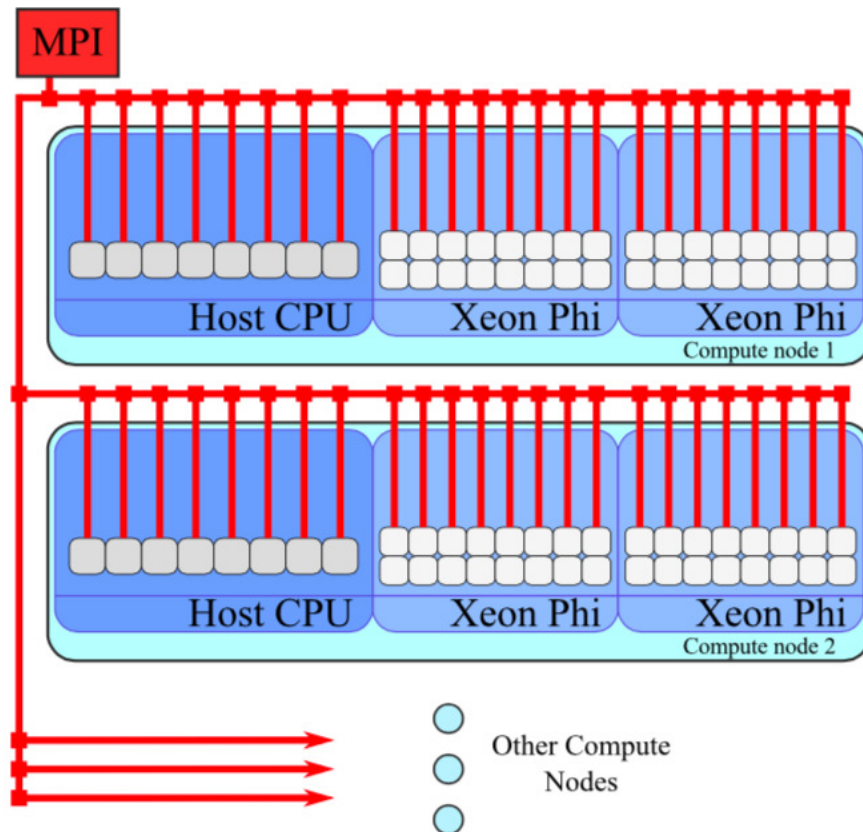 MPI
Host CPU
Xeon Phi
Xeon Phi
Compute node 1
Host CPU
Xeon Phi
Xeon Phi
Compute node 2
Other Compute
Nodes